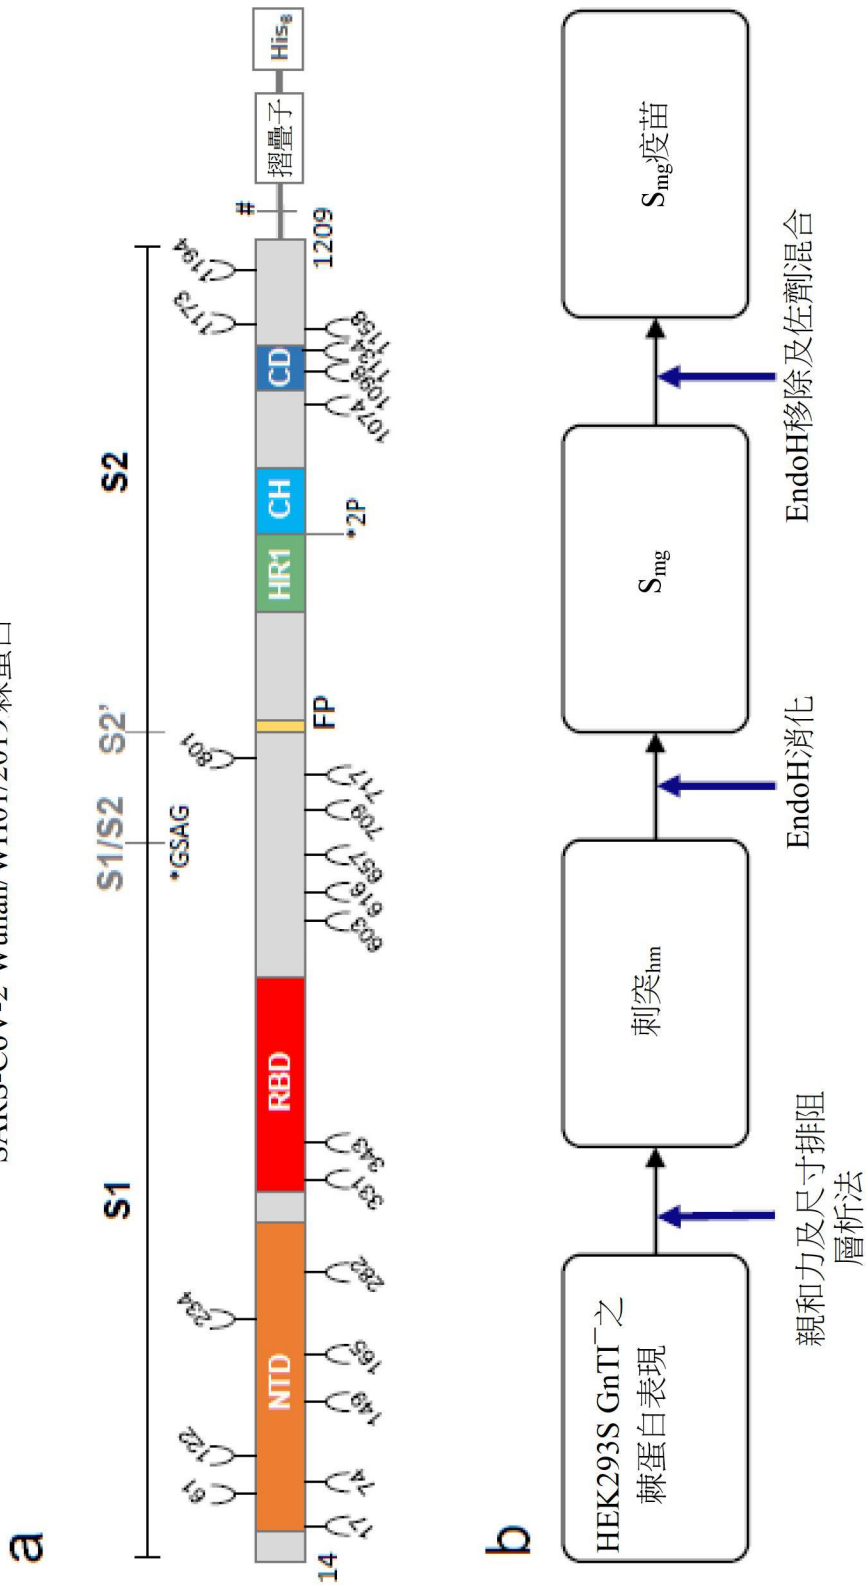 SARS-CoV-2 Wuhan/WH01/2019棘蛋白
a
S1 S2
S1/S2 S2’
*GSAG
61 122 234 801 1173 1194
#
NTD RBD HR1 CH CD 摺疊子 His₈
14 FP *2P 1209
17 74 149 165 282 331 343 603 616 657 709 717 1074 1098 1134 1158
b
HEK293S GnTI⁻之
棘蛋白表現
刺突hm
Smg
Smg疫苗
親和力及尺寸排阻
層析法
EndoH消化
EndoH移除及佐劑混合